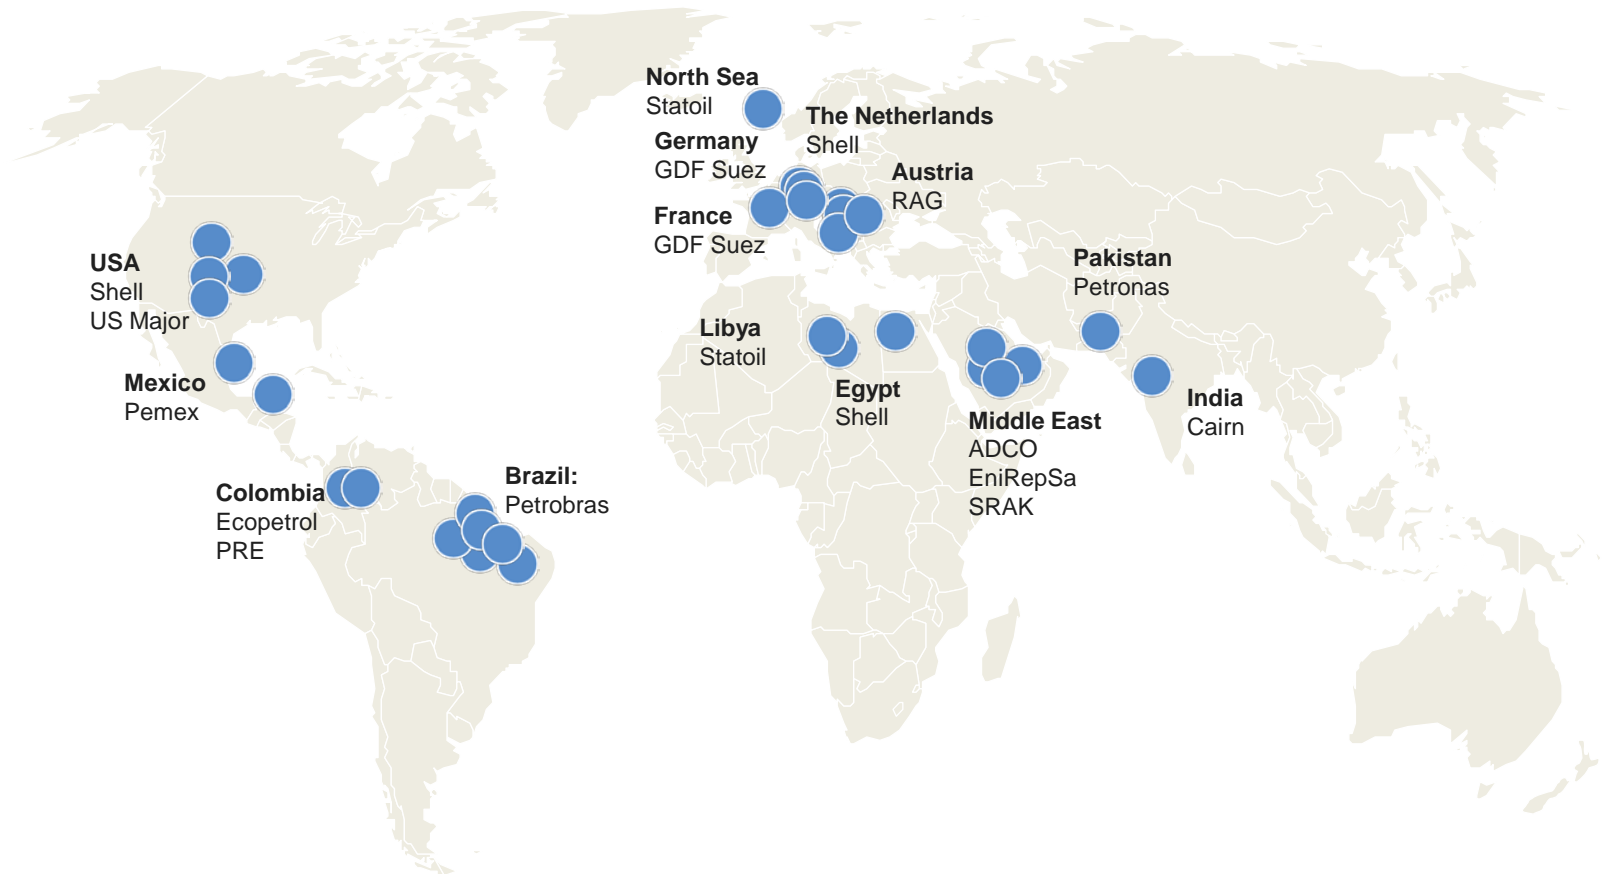 North Sea
Statoil
The Netherlands
Shell
Germany
GDF Suez
Austria
RAG
France
GDF Suez
USA
Shell
US Major
Pakistan
Petronas
Libya
Statoil
Mexico
Pemex
Egypt
Shell
India
Cairn
Middle East
ADCO
EniRepSa
SRAK
Colombia
Ecopetrol
PRE
Brazil:
Petrobras